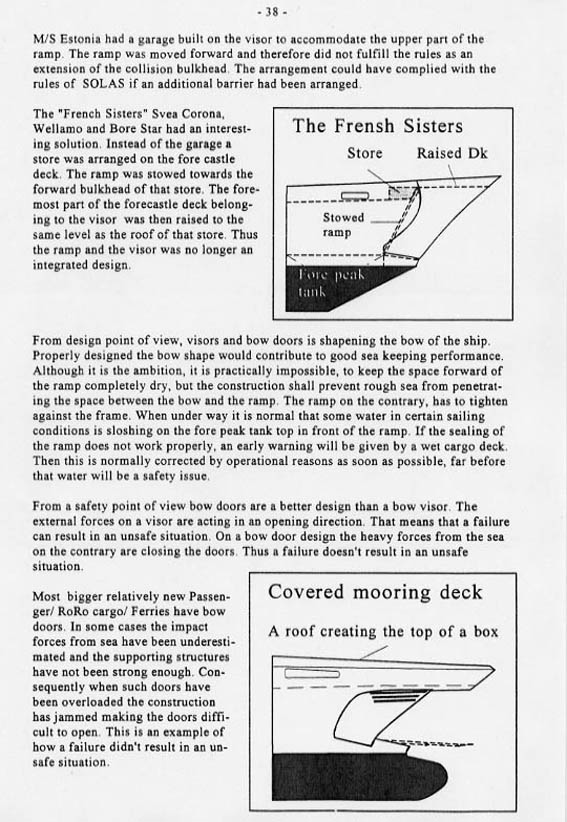 - 38 -
M/S Estonia had a garage built on the visor to accommodate the upper part of the
ramp. The ramp was moved forward and therefore did not fulfill the rules as an
extension of the collision bulkhead. The arrangement could have complied with the
rules of SOLAS if an additional barrier had been arranged.
The "French Sisters" Svea Corona,
Wellamo and Bore Star had an interest-
ing solution. Instead of the garage a
store was arranged on the fore castle
deck. The ramp was stowed towards the
forward bulkhead of that store. The fore-
most part of the forecastle deck belong-
ing to the visor was then raised to the
same level as the roof of that store. Thus
the ramp and the visor was no longer an
integrated design.
The Frensh Sisters
Store Raised Dk
Stowed
ramp
Fore peak
tank
From design point of view, visors and bow doors is shapening the bow of the ship.
Properly designed the bow shape would contribute to good sea keeping performance.
Although it is the ambition, it is practically impossible, to keep the space forward of
the ramp completely dry, but the construction shall prevent rough sea from penetrat-
ing the space between the bow and the ramp. The ramp on the contrary, has to tighten
against the frame. When under way it is normal that some water in certain sailing
conditions is sloshing on the fore peak tank top in front of the ramp. If the sealing of
the ramp does not work properly, an early warning will be given by a wet cargo deck.
Then this is normally corrected by operational reasons as soon as possible, far before
that water will be a safety issue.
From a safety point of view bow doors are a better design than a bow visor. The
external forces on a visor are acting in an opening direction. That means that a failure
can result in an unsafe situation. On a bow door design the heavy forces from the sea
on the contrary are closing the doors. Thus a failure doesn't result in an unsafe
situation.
Most bigger relatively new Passen-
ger/ RoRo cargo/ Ferries have bow
doors. In some cases the impact
forces from sea have been underesti-
mated and the supporting structures
have not been strong enough. Con-
sequently when such doors have
been overloaded the construction
has jammed making the doors diffi-
cult to open. This is an example of
how a failure didn't result in an un-
safe situation.
Covered mooring deck
A roof creating the top of a box